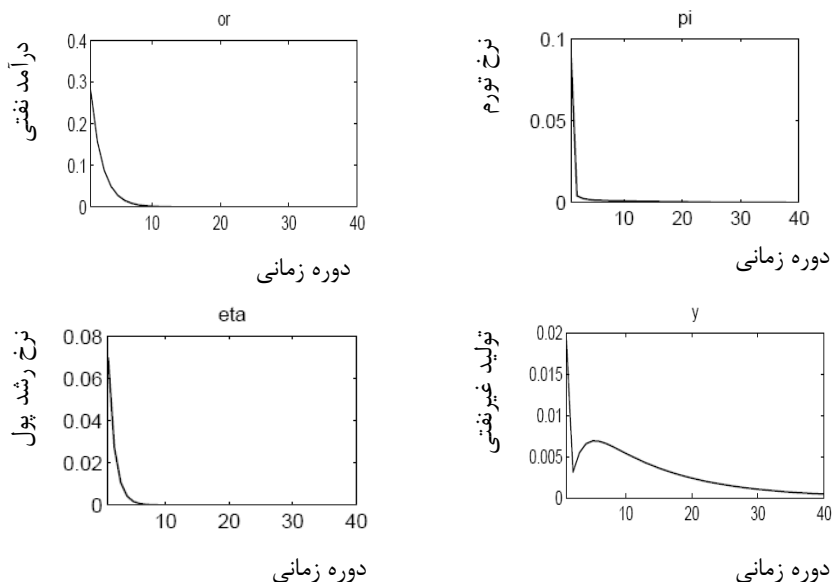 or
درآمد نفتی
0.4
0.3
0.2
0.1
0
10 20 30 40
دوره زمانی
pi
نرخ تورم
0.1
0.05
0
10 20 30 40
دوره زمانی
eta
نرخ رشد پول
0.08
0.06
0.04
0.02
0
10 20 30 40
دوره زمانی
y
تولید غیرنفتی
0.02
0.015
0.01
0.005
0
10 20 30 40
دوره زمانی